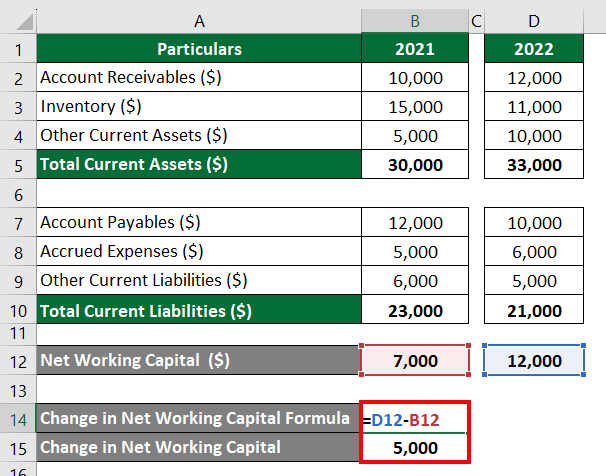 A B C D
1 Particulars 2021 2022
2 Account Receivables ($) 10,000 12,000
3 Inventory ($) 15,000 11,000
4 Other Current Assets ($) 5,000 10,000
5 Total Current Assets ($) 30,000 33,000
6
7 Account Payables ($) 12,000 10,000
8 Accrued Expenses ($) 5,000 6,000
9 Other Current Liabilities ($) 6,000 5,000
10 Total Current Liabilities ($) 23,000 21,000
11
12 Net Working Capital ($) 7,000 12,000
13
14 Change in Net Working Capital Formula =D12-B12
15 Change in Net Working Capital 5,000
16